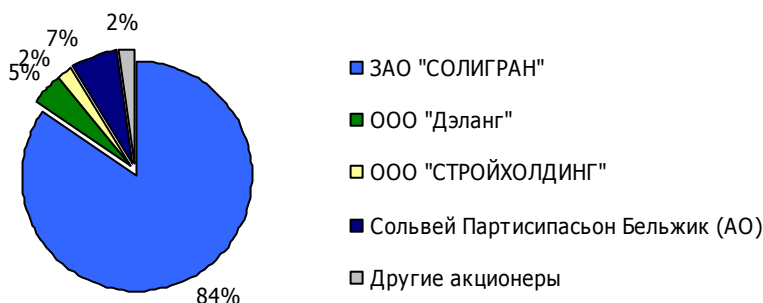 2%
7%
2%
5%
84%
ЗАО "СОЛИГРАН"
ООО "Дэланг"
ООО "СТРОЙХОЛДИНГ"
Сольвей Партисипасьон Бельжик (АО)
Другие акционеры